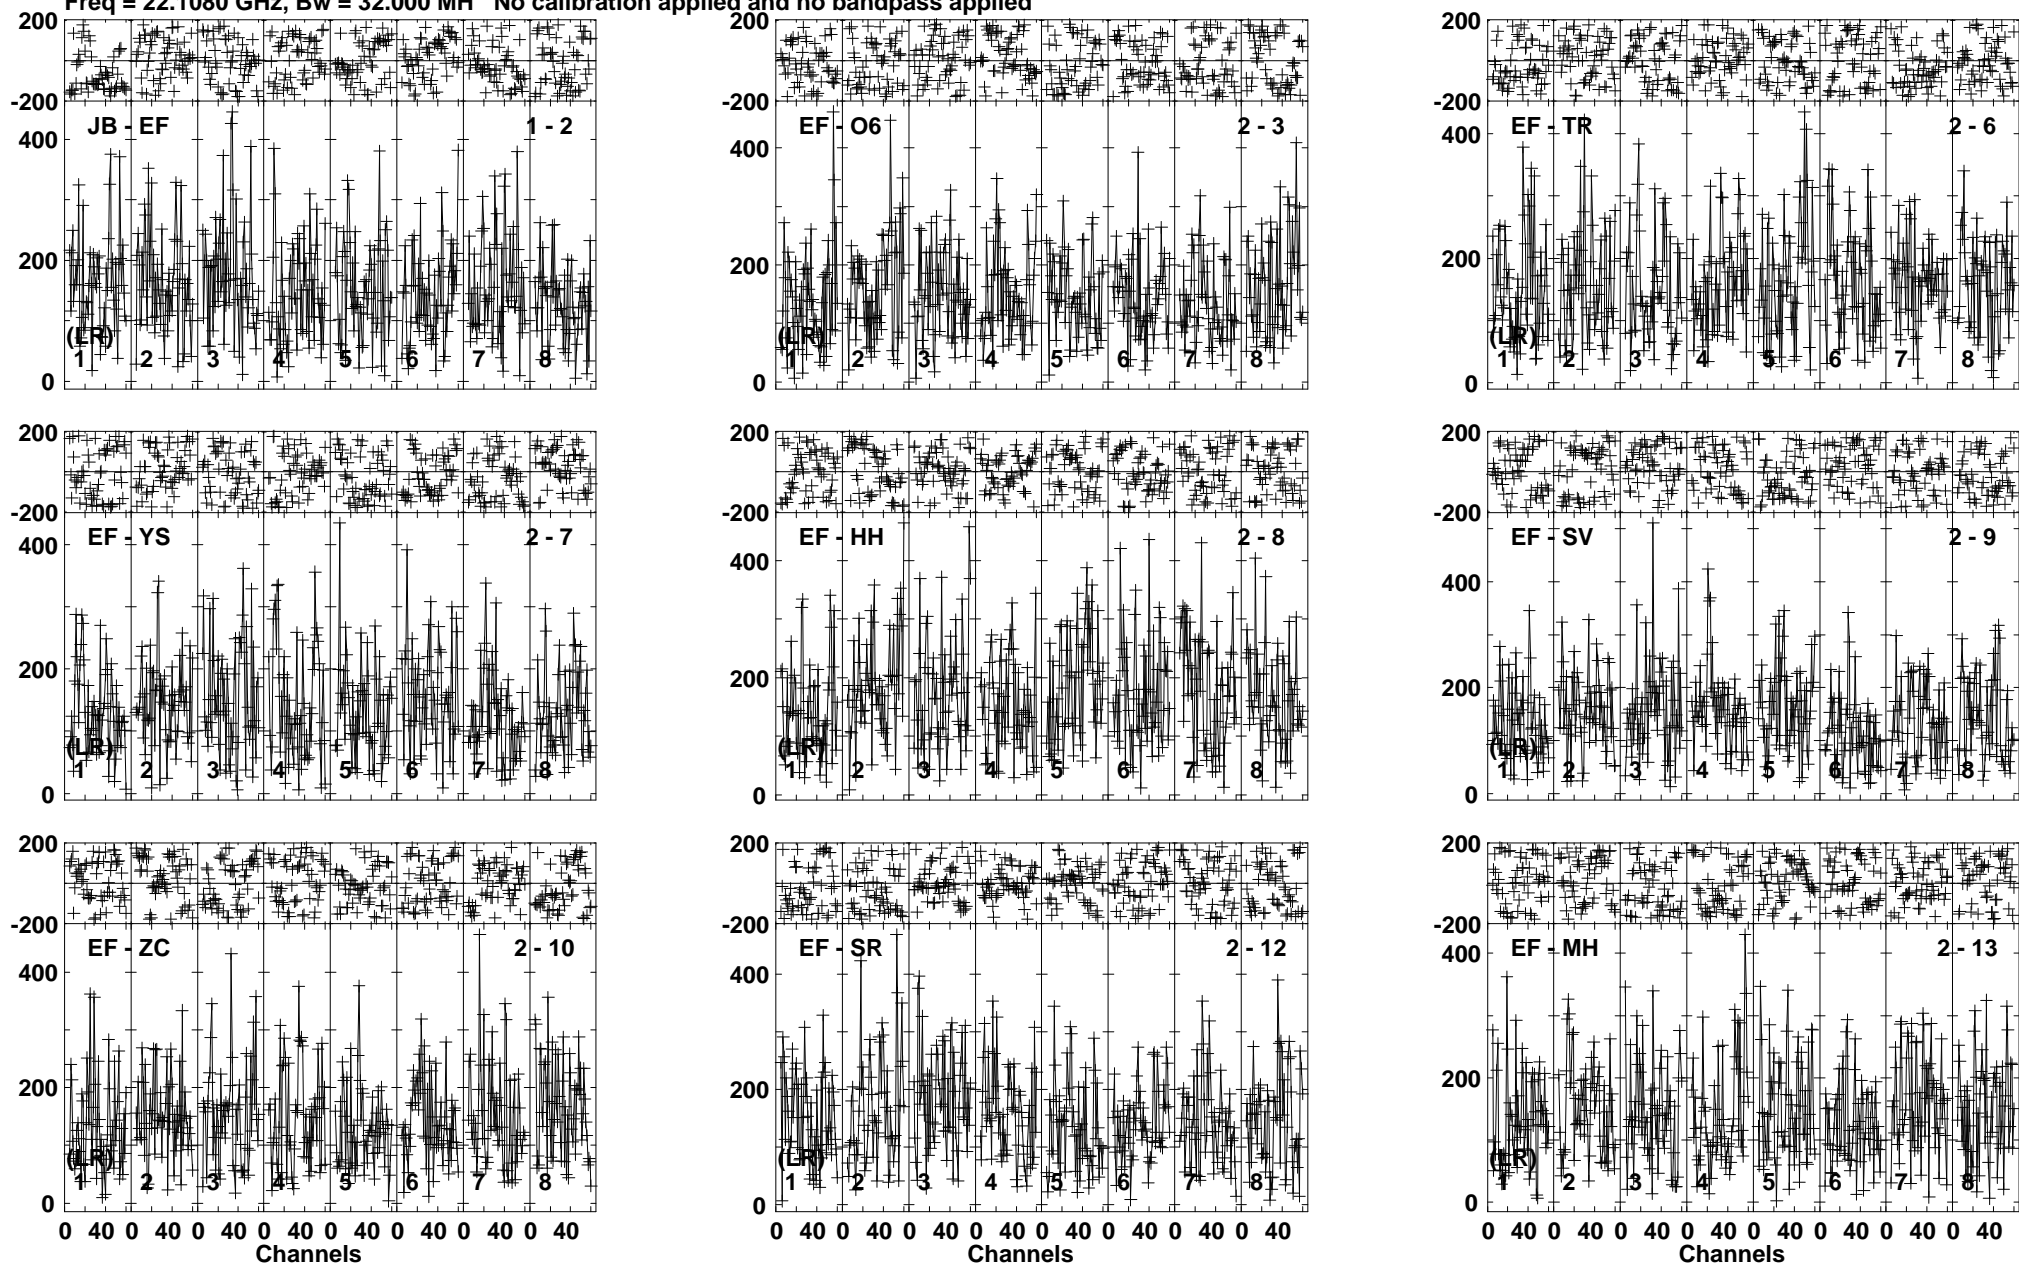 Freq = 22.1080 GHz, Bw = 32.000 MH No calibration applied and no bandpass applied
200 200 200
-200 -200 -200
JB - EF 1 - 2 EF - O6 2 - 3 EF - TR 2 - 6
400 400 400
200 200 200
(LR) (LR) (LR)
1 2 3 4 5 6 7 8 1 2 3 4 5 6 7 8 1 2 3 4 5 6 7 8
0 0 0
200 200 200
-200 -200 -200
EF - YS 2 - 7 EF - HH 2 - 8 EF - SV 2 - 9
400 400 400
200 200 200
(LR) (LR) (LR)
1 2 3 4 5 6 7 8 1 2 3 4 5 6 7 8 1 2 3 4 5 6 7 8
0 0 0
200 200 200
-200 -200 -200
EF - ZC 2 - 10 EF - SR 2 - 12 EF - MH 2 - 13
400 400 400
200 200 200
(LR) (LR) (LR)
1 2 3 4 5 6 7 8 1 2 3 4 5 6 7 8 1 2 3 4 5 6 7 8
0 0 0
0 40 0 40 0 40 0 40 0 40 0 40 0 40 0 40 0 40 0 40 0 40 0 40 0 40 0 40 0 40 0 40 0 40 0 40 0 40 0 40 0 40 0 40 0 40 0 40
Channels Channels Channels